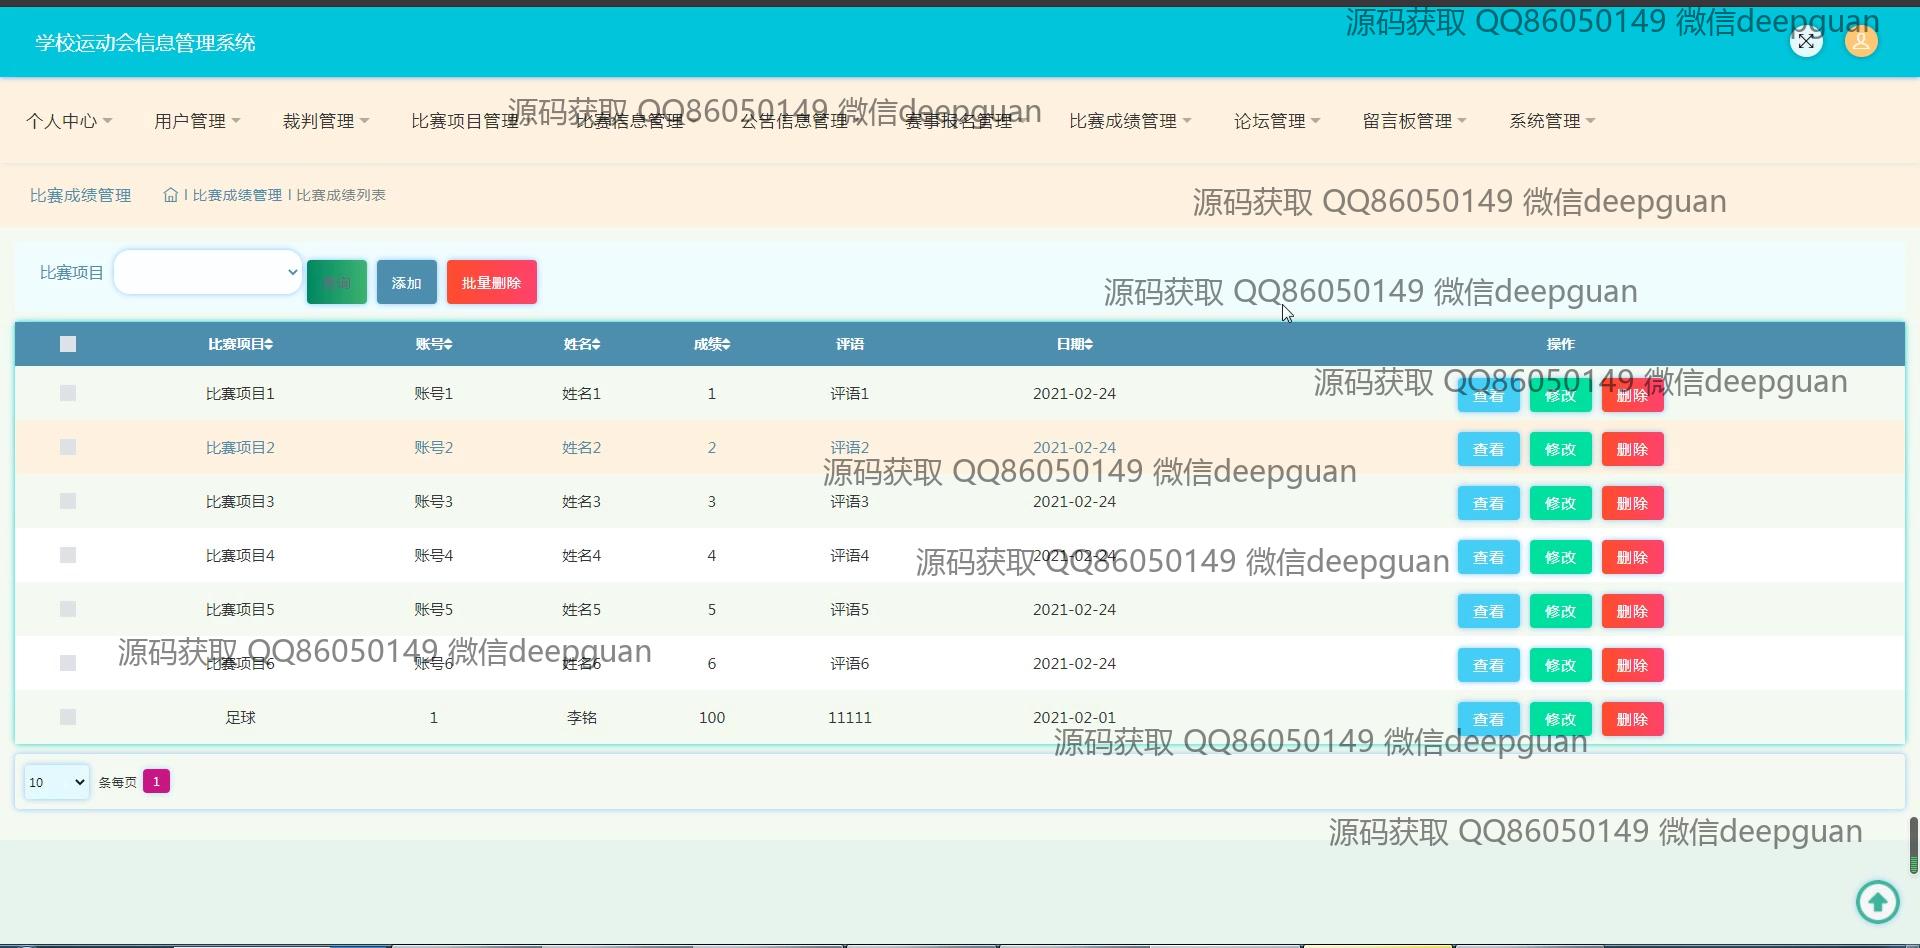 源码获取 QQ86050149 微信deepguan
学校运动会信息管理系统
源码获取 QQ86050149 微信deepguan
个人中心 用户管理 裁判管理 比赛项目管理 比赛信息管理 公告信息管理 赛事报名管理 比赛成绩管理 论坛管理 留言板管理 系统管理
比赛成绩管理 比赛成绩管理 比赛成绩列表
源码获取 QQ86050149 微信deepguan
比赛项目 查询 添加 批量删除
源码获取 QQ86050149 微信deepguan
比赛项目 账号 姓名 成绩 评语 日期 操作
源码获取 QQ86050149 微信deepguan
比赛项目1 账号1 姓名1 1 评语1 2021-02-24 查看 修改 删除
比赛项目2 账号2 姓名2 2 评语2 2021-02-24 查看 修改 删除
源码获取 QQ86050149 微信deepguan
比赛项目3 账号3 姓名3 3 评语3 2021-02-24 查看 修改 删除
比赛项目4 账号4 姓名4 4 评语4 2021-02-24 查看 修改 删除
源码获取 QQ86050149 微信deepguan
比赛项目5 账号5 姓名5 5 评语5 2021-02-24 查看 修改 删除
源码获取 QQ86050149 微信deepguan
比赛项目6 账号6 姓名6 6 评语6 2021-02-24 查看 修改 删除
足球 1 李铭 100 11111 2021-02-01 查看 修改 删除
源码获取 QQ86050149 微信deepguan
10 条每页 1
源码获取 QQ86050149 微信deepguan